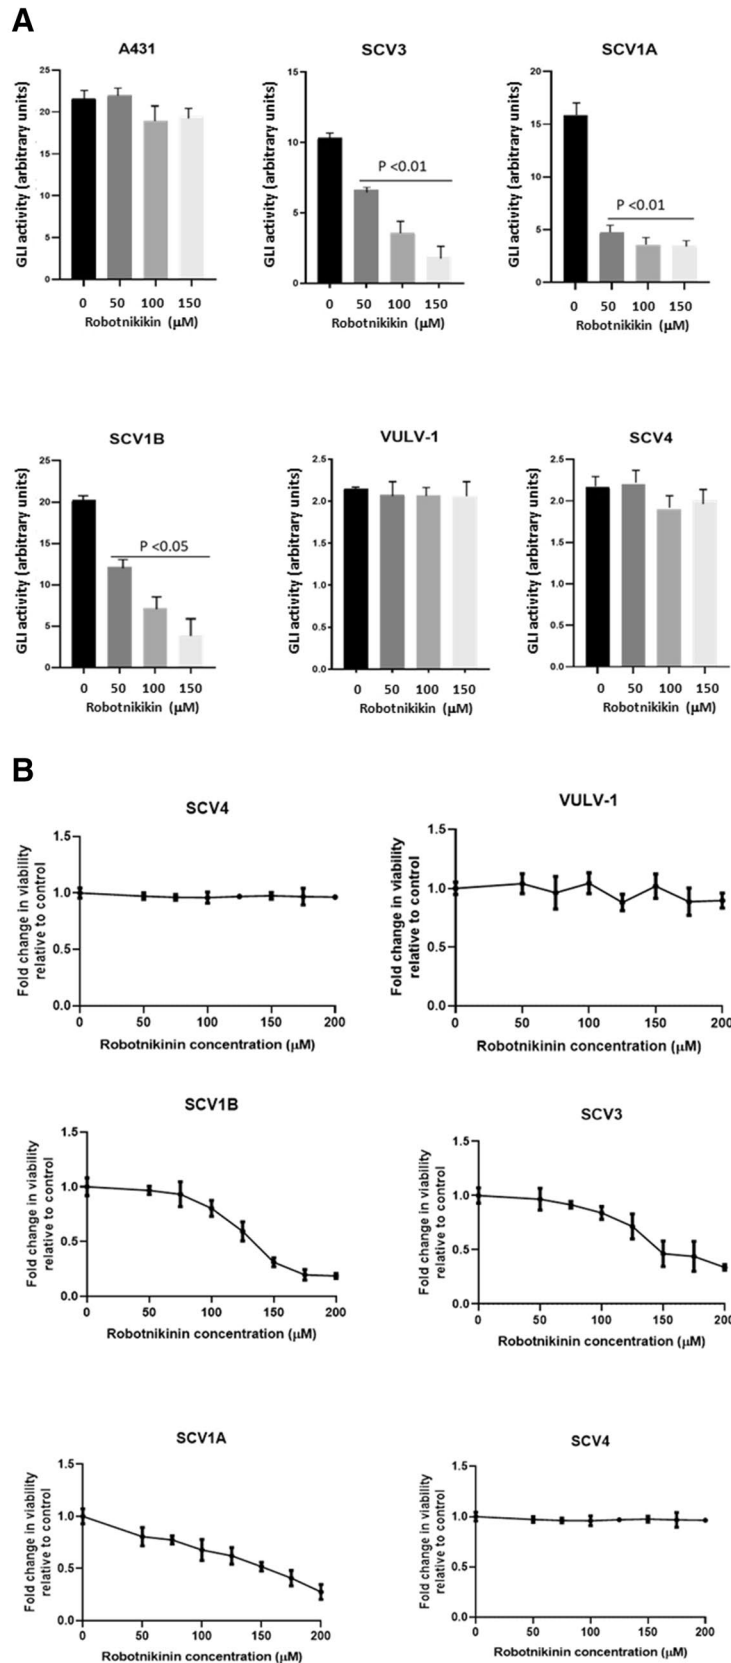 A
A431
SCV3
SCV1A
GLI activity (arbitrary units)
25
20
15
20
10
5
0
0 50 100 150
Robotnikikin (μM)
GLI activity (arbitrary units)
15
10
5
0
P <0.01
0 50 100 150
Robotnikikin (μM)
GLI activity (arbitrary units)
20
15
10
5
0
P <0.01
0 50 100 150
Robotnikikin (μM)
SCV1B
VULV-1
SCV4
GLI activity (arbitrary units)
25
20
15
10
5
0
P <0.05
0 50 100 150
Robotnikikin (μM)
GLI activity (arbitrary units)
2.5
2.0
1.5
1.0
0.5
0.0
0 50 100 150
Robotnikikin (μM)
GLI activity (arbitrary units)
2.5
2.0
1.5
1.0
2.5
0.0
0 50 100 150
Robotnikikin (μM)
B
SCV4
Fold change in viability
relative to control
1.5
1.0
0.5
0.0
0 50 100 150 200
Robotnikinin concentration (μM)
VULV-1
Fold change in viability
relative to control
1.5
1.0
0.5
0.0
0 50 100 150 200
Robotnikinin concentration (μM)
SCV1B
Fold change in viability
relative to control
1.5
1.0
0.5
0.0
0 50 100 150 200
Robotnikinin concentration (μM)
SCV3
Fold change in viability
relative to control
1.5
1.0
0.5
0.0
0 50 100 150 200
Robotnikinin concentration (μM)
SCV1A
Fold change in viability
relative to control
1.5
1.0
0.5
0.0
0 50 100 150 200
Robotnikinin concentration (μM)
SCV4
Fold change in viability
relative to control
1.5
1.0
0.5
0.0
0 50 100 150 200
Robotnikinin concentration (μM)